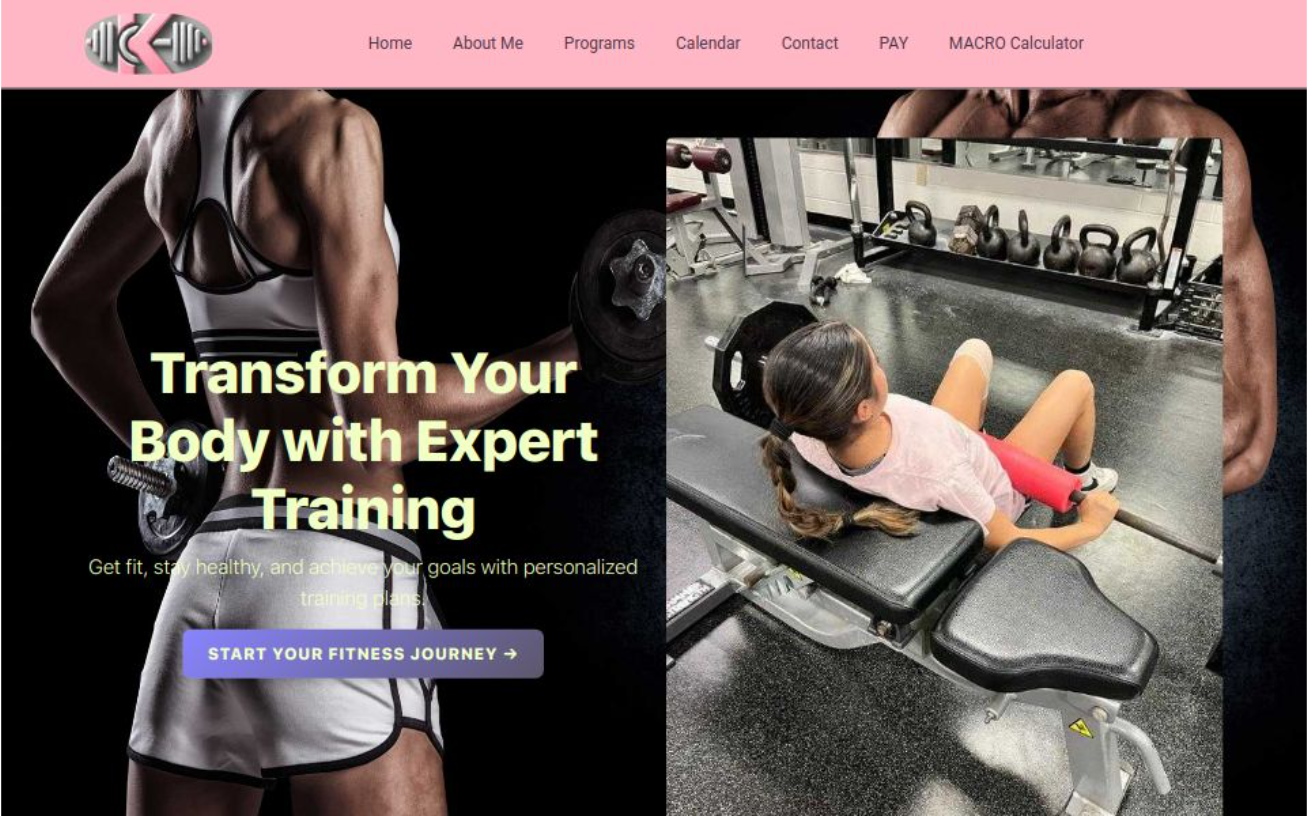 Home About Me Programs Calendar Contact PAY MACRO Calculator
Transform Your
Body with Expert
Training
Get fit, stay healthy, and achieve your goals with personalized
training plans.
START YOUR FITNESS JOURNEY →